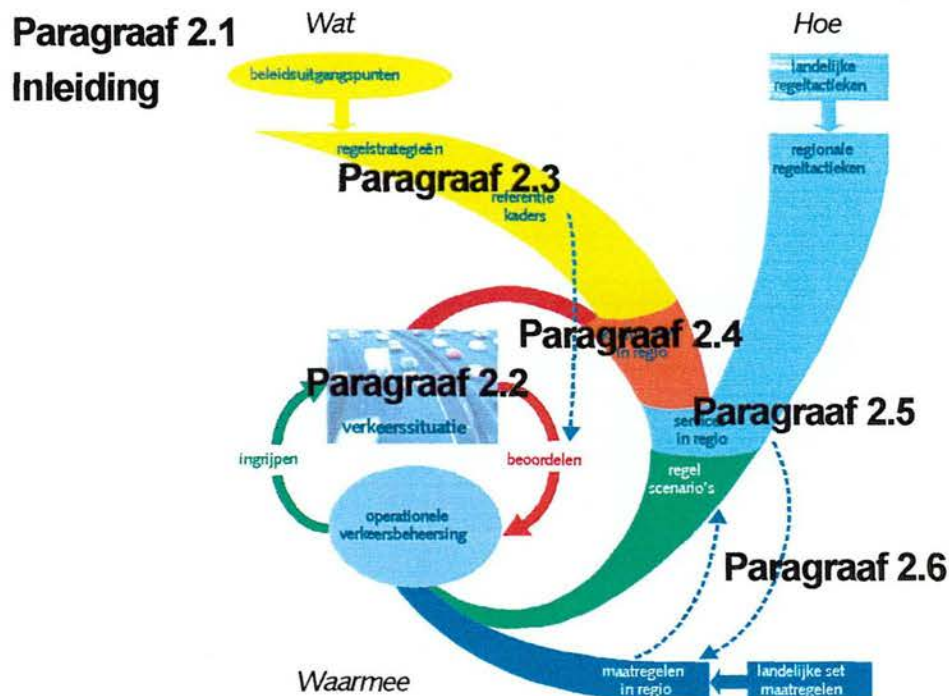 Paragraaf 2.1
Inleiding
Wat
Hoe
beleidsuitgangspunten
landelijke
regeltactieken
regelstrategieën
regionale
regeltactieken
Paragraaf 2.3
referentie
kaders
Paragraaf 2.4
in regio
Paragraaf 2.2
verkeerssituatie
Paragraaf 2.5
in regio
ingrijpen
beoordelen
regel
scenario's
operationele
verkeersbeheersing
Paragraaf 2.6
Waarmee
maatregelen
in regio
landelijke set
maatregelen